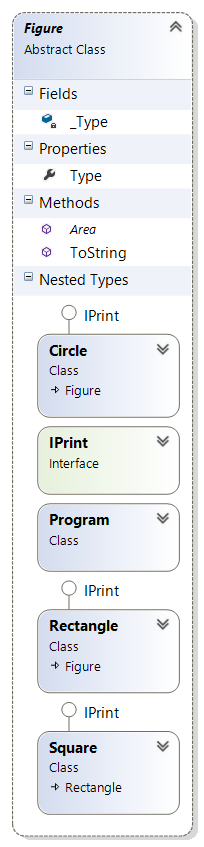 Figure
Abstract Class
Fields
_Type
Properties
Type
Methods
Area
ToString
Nested Types
IPrint
Circle
Class
Figure
IPrint
Interface
Program
Class
IPrint
Rectangle
Class
Figure
IPrint
Square
Class
Rectangle